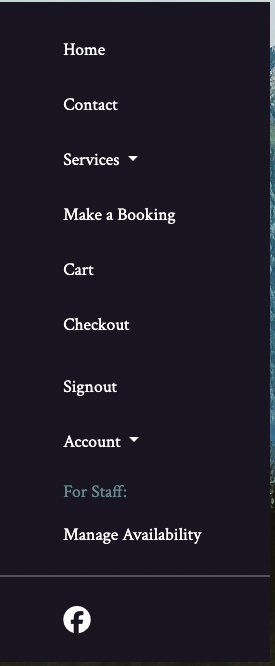 Home
Contact
Services
Make a Booking
Cart
Checkout
Signout
Account
For Staff:
Manage Availability